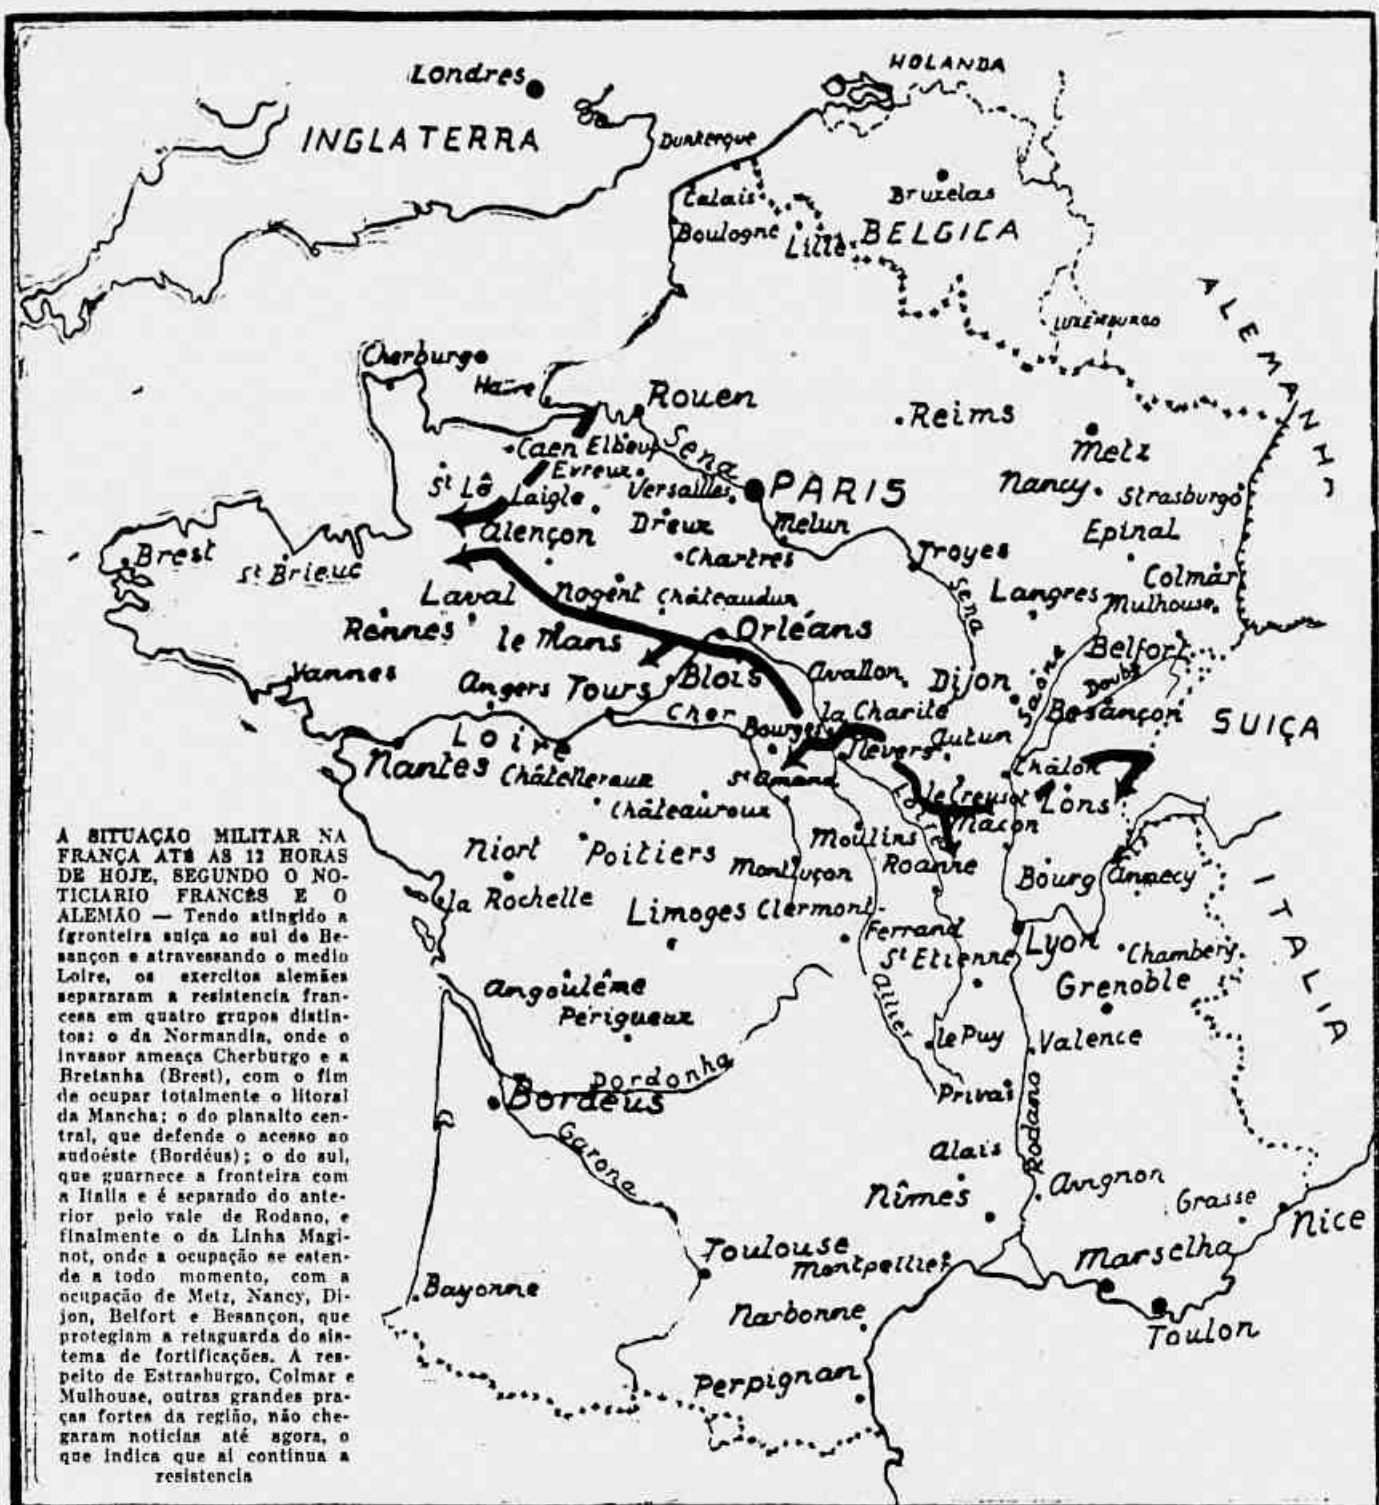 Londres
HOLANDA
INGLATERRA
Dunkerque
Calais
Bruxelas
Boulogne
Lille
BELGICA
ALEMANHA
LUXEMBURGO
Cherburgo
Havre
Rouen
Reims
Sena
Caen
Elbeuf
Metz
Evreux
St Lô
Laigle
Versailles
PARIS
Nancy
Strasburgo
Alençon
Dreux
Melun
Epinal
Brest
St Brieuc
Chartres
Troyes
Colmar
Laval
Nogent
Châteaudun
Sena
Langres
Mulhouse
Rennes
le Mans
Orléans
Belfort
Vannes
Angers
Tours
Blois
Avallon
Dijon
Saône
Doubs
Besançon
Cher
Bourges
la Charité
SUIÇA
Loire
Nevers
Autun
Nantes
Châtelleraux
St Amand
Châlon
Châteauroux
le Creusot
Lons
Macon
Niort
Poitiers
Moulins
Montluçon
Roanne
Bourg
Annecy
ITALIA
la Rochelle
Limoges
Clermont-
Ferrand
Lyon
Chambery
St Etienne
Grenoble
Angoulême
Périgueux
Allier
le Puy
Valence
Dordonha
Bordéus
Privas
Garona
Rodano
Alais
Nîmes
Avignon
Grasse
Nice
Toulouse
Montpellier
Marselha
Bayonne
Narbonne
Toulon
Perpignan
A SITUAÇÃO MILITAR NA
FRANÇA ATÉ AS 12 HORAS
DE HOJE, SEGUNDO O NO-
TICIARIO FRANCÊS E O
ALEMÃO — Tendo atingido a
fgronteira suiça ao sul de Be-
sançon e atravessando o medio
Loire, os exercitos alemães
separaram a resistencia fran-
cesa em quatro grupos distin-
tos: o da Normandia, onde o
invasor ameaça Cherburgo e a
Bretanha (Brest), com o fim
de ocupar totalmente o litoral
da Mancha; o do planalto cen-
tral, que defende o acesso ao
sudoéste (Bordéus); o do sul,
que guarnece a fronteira com
a Italia e é separado do ante-
rior pelo vale de Rodano, e
finalmente o da Linha Magi-
not, onde a ocupação se esten-
de a todo momento, com a
ocupação de Metz, Nancy, Di-
jon, Belfort e Besançon, que
protegiam a retaguarda do sis-
tema de fortificações. A res-
peito de Estrasburgo, Colmar e
Mulhouse, outras grandes pra-
ças fortes da região, não che-
garam noticias até agora, o
que indica que aí continua a
resistencia